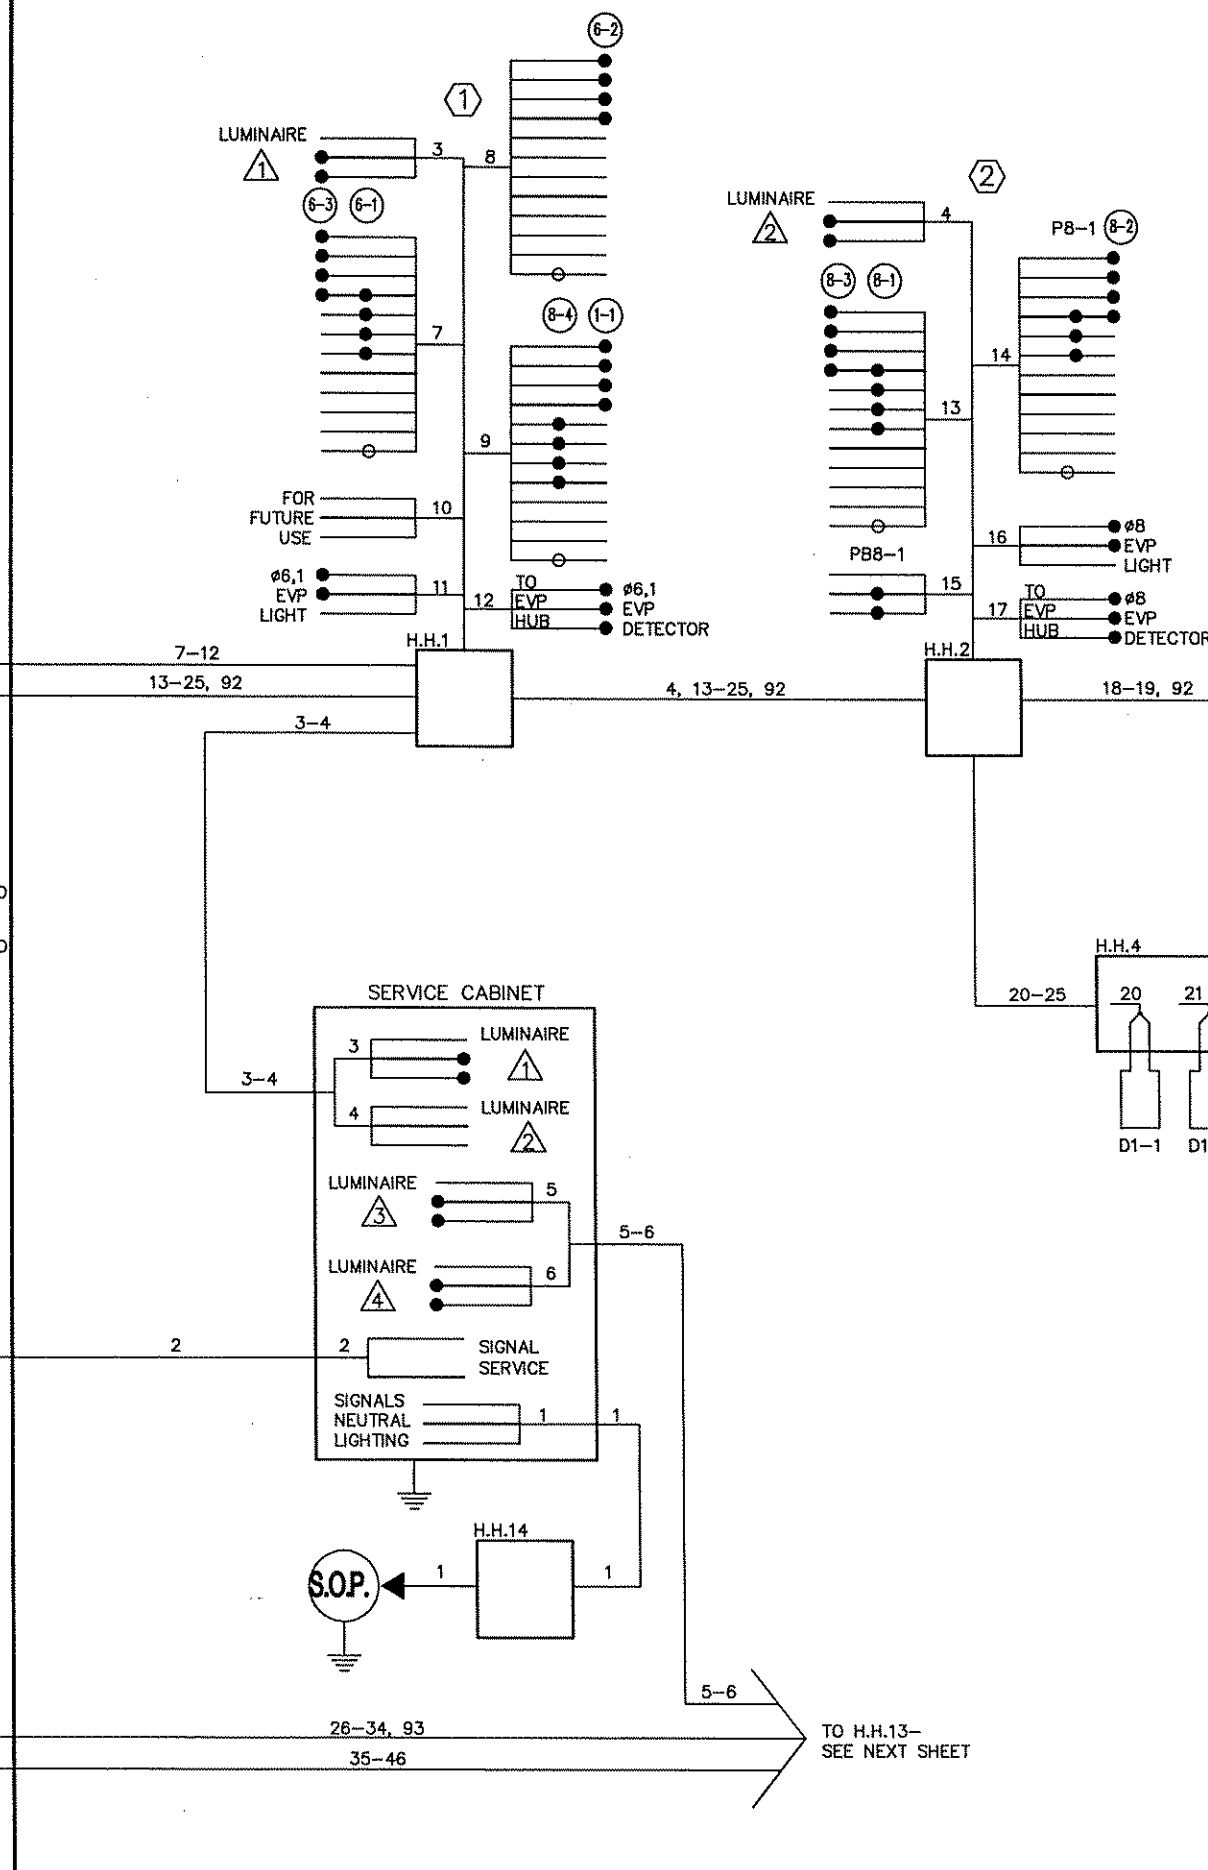 6-2
1
LUMINAIRE
1
3
8
6-3 6-1
2
LUMINAIRE
2
4
P8-1 8-2
8-3 8-1
8-4 1-1
7
14
13
9
FOR
FUTURE
USE
10
16
ø8
EVP
LIGHT
PB8-1
15
ø6,1
EVP
LIGHT
11
12
TO
EVP
HUB
ø6,1
EVP
DETECTOR
17
TO
EVP
HUB
ø8
EVP
DETECTOR
H.H.1
H.H.2
7-12
13-25, 92
4, 13-25, 92
18-19, 92
3-4
H.H.4
20-25
20
21
D1-1
D1
SERVICE CABINET
3
LUMINAIRE
1
3-4
4
LUMINAIRE
2
LUMINAIRE
3
5
5-6
LUMINAIRE
4
6
2
2
SIGNAL
SERVICE
SIGNALS
NEUTRAL
LIGHTING
1
1
H.H.14
S.O.P.
1
1
5-6
26-34, 93
35-46
TO H.H.13-
SEE NEXT SHEET